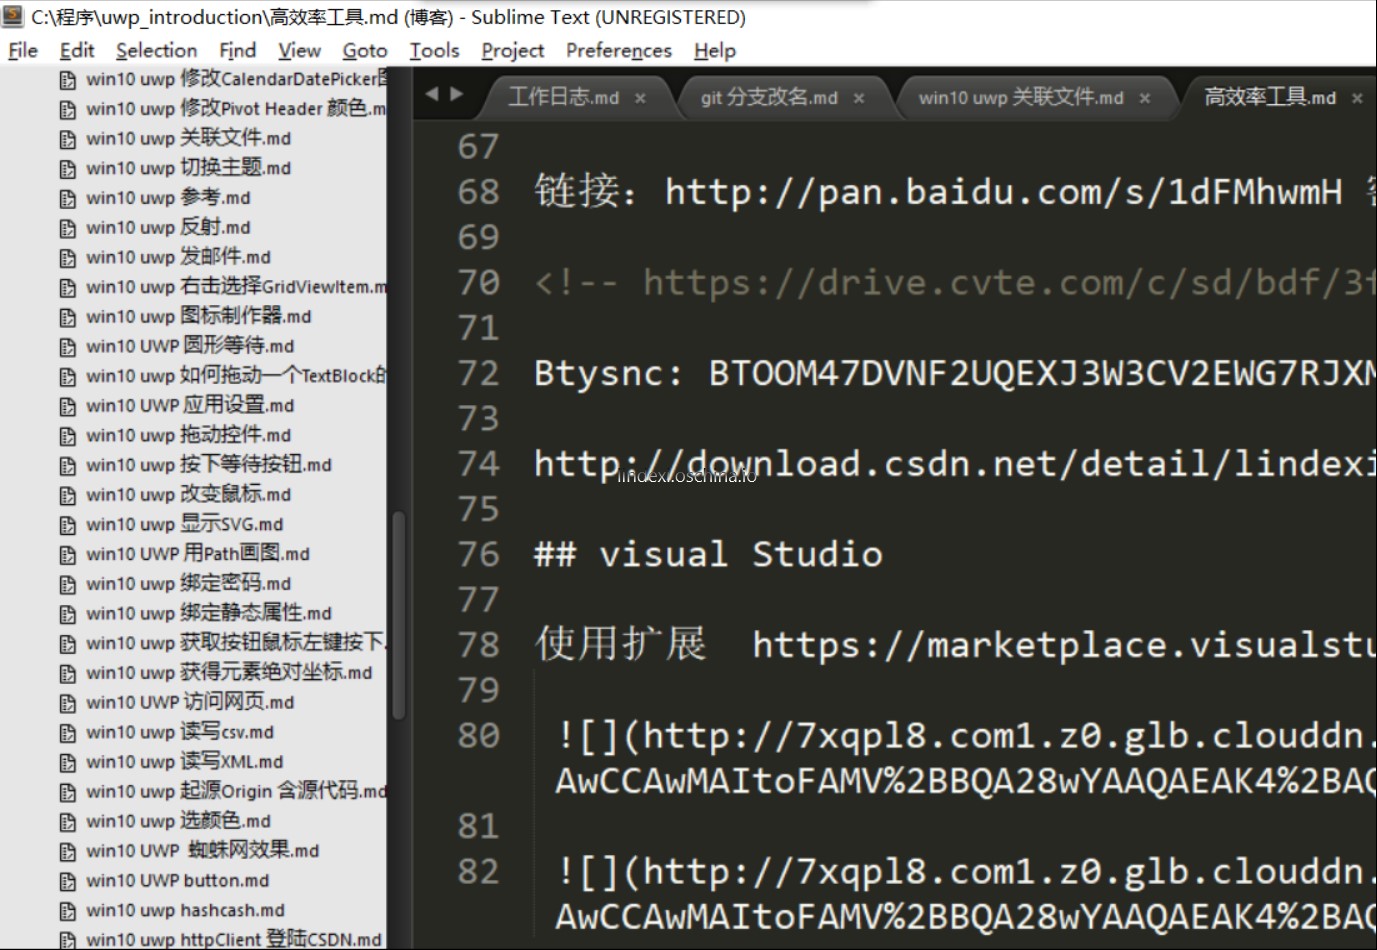 C:\程序\uwp_introduction\高效率工具.md (博客) - Sublime Text (UNREGISTERED)
File Edit Selection Find View Goto Tools Project Preferences Help
win10 uwp 修改CalendarDatePicker图
win10 uwp 修改Pivot Header 颜色.m
win10 uwp 关联文件.md
win10 uwp 切换主题.md
win10 uwp 参考.md
win10 uwp 反射.md
win10 uwp 发邮件.md
win10 uwp 右击选择GridViewItem.m
win10 uwp 图标制作器.md
win10 UWP 圆形等待.md
win10 uwp 如何拖动一个TextBlock的
win10 UWP 应用设置.md
win10 uwp 拖动控件.md
win10 uwp 按下等待按钮.md
win10 uwp 改变鼠标.md
win10 uwp 显示SVG.md
win10 UWP 用Path画图.md
win10 uwp 绑定密码.md
win10 uwp 绑定静态属性.md
win10 uwp 获取按钮鼠标左键按下.
win10 uwp 获得元素绝对坐标.md
win10 UWP 访问网页.md
win10 uwp 读写csv.md
win10 uwp 读写XML.md
win10 uwp 起源Origin 含源代码.md
win10 uwp 选颜色.md
win10 UWP 蜘蛛网效果.md
win10 UWP button.md
win10 uwp hashcash.md
win10 uwp httpClient 登陆CSDN.md
工作日志.md × git 分支改名.md × win10 uwp 关联文件.md × 高效率工具.md ×
67
68 链接：http://pan.baidu.com/s/1dFMhwmH
69
70 <!-- https://drive.cvte.com/c/sd/bdf/3f
71
72 Btysnc: BTOOM47DVNF2UQEXJ3W3CV2EWG7RJXM
73
74 http://download.csdn.net/detail/lindexi
lindexi.oschina.io
75
76 ## visual Studio
77
78 使用扩展 https://marketplace.visualstu
79
80 ![](http://7xqpl8.com1.z0.glb.clouddn.
AwCCAwMAItoFAMV%2BBQA28wYAAQAEAK4%2BAQ
81
82 ![](http://7xqpl8.com1.z0.glb.clouddn.
AwCCAwMAItoFAMV%2BBQA28wYAAQAEAK4%2BAQ